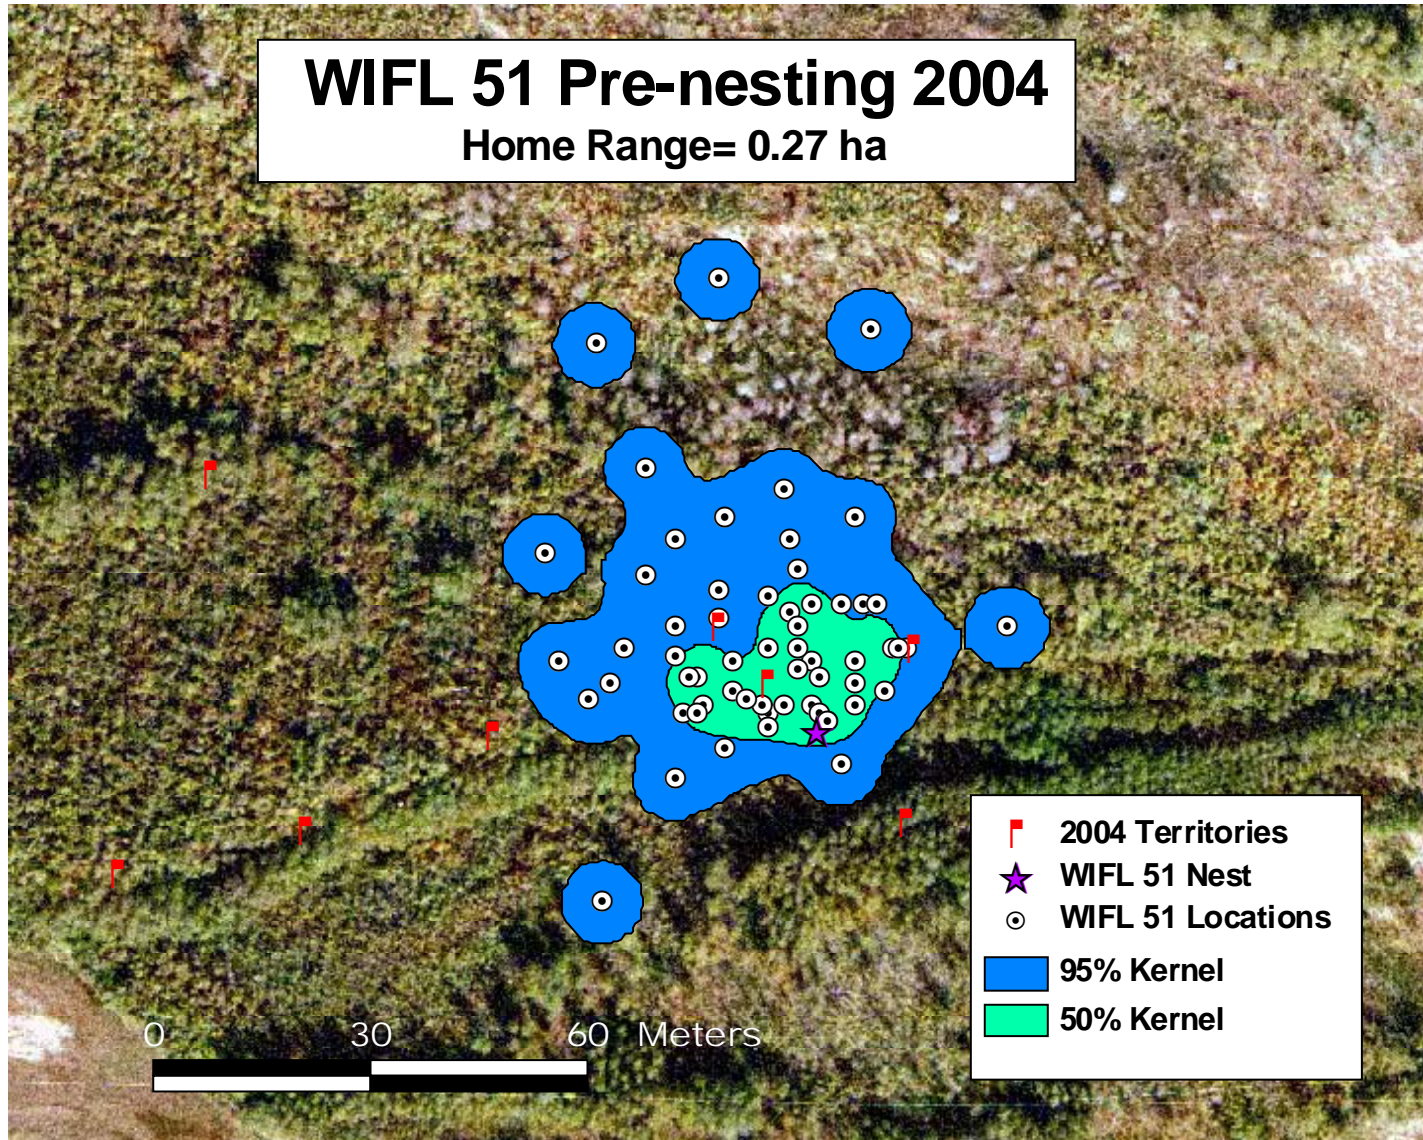 WIFL 51 Pre-nesting 2004
Home Range= 0.27 ha
2004 Territories
WIFL 51 Nest
WIFL 51 Locations
95% Kernel
50% Kernel
0 30 60 Meters